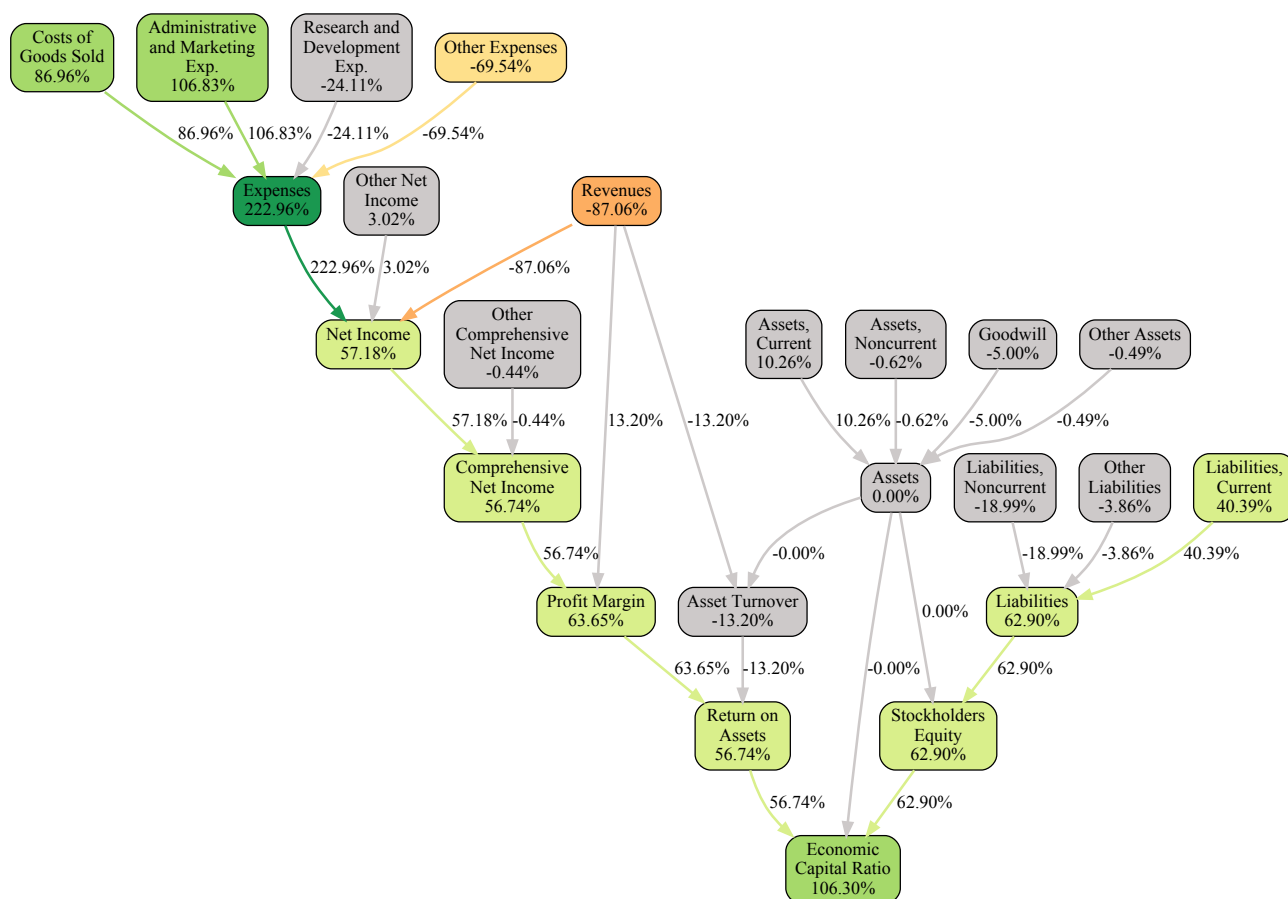 Costs of
Goods Sold
86.96%
Administrative
and Marketing
Exp.
106.83%
Research and
Development
Exp.
-24.11%
Other Expenses
-69.54%
86.96%
106.83%
-24.11%
-69.54%
Expenses
222.96%
Other Net
Income
3.02%
Revenues
-87.06%
222.96%
3.02%
-87.06%
Net Income
57.18%
Other
Comprehensive
Net Income
-0.44%
Assets,
Current
10.26%
Assets,
Noncurrent
-0.62%
Goodwill
-5.00%
Other Assets
-0.49%
57.18%
-0.44%
13.20%
-13.20%
10.26%
-0.62%
-5.00%
-0.49%
Comprehensive
Net Income
56.74%
Assets
0.00%
Liabilities,
Noncurrent
-18.99%
Other
Liabilities
-3.86%
Liabilities,
Current
40.39%
56.74%
-0.00%
-18.99%
-3.86%
40.39%
Profit Margin
63.65%
Asset Turnover
-13.20%
0.00%
Liabilities
62.90%
63.65%
-13.20%
-0.00%
62.90%
Return on
Assets
56.74%
Stockholders
Equity
62.90%
56.74%
62.90%
Economic
Capital Ratio
106.30%